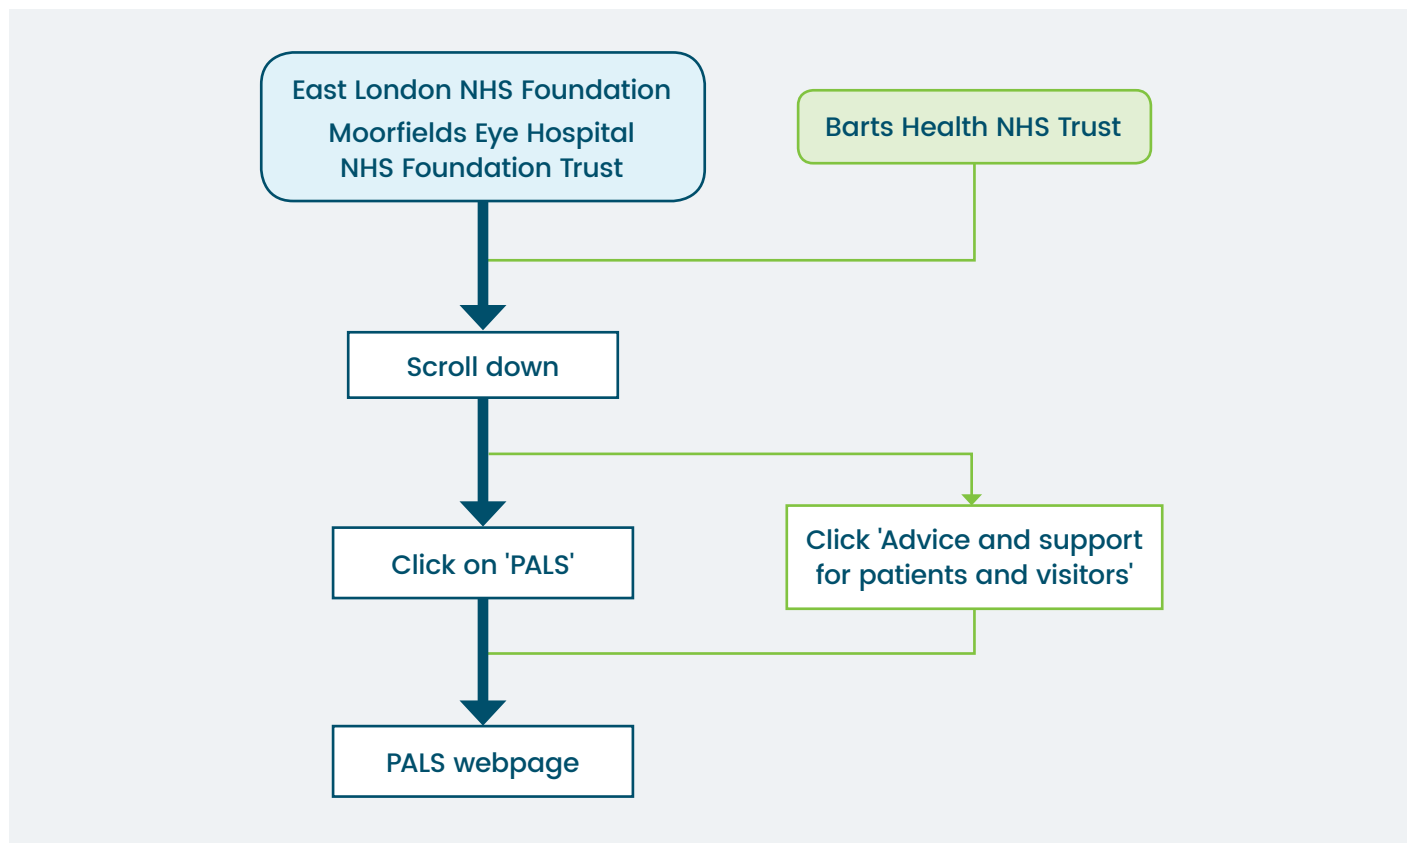 East London NHS Foundation
Moorfields Eye Hospital
NHS Foundation Trust
Barts Health NHS Trust
Scroll down
Click on 'PALS'
Click 'Advice and support
for patients and visitors'
PALS webpage